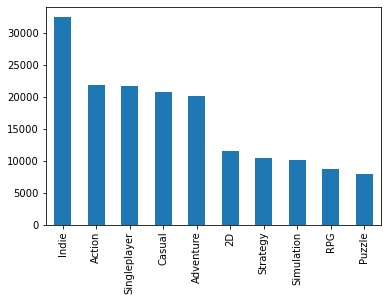 30000
25000
20000
15000
10000
5000
0
Indie
Action
Singleplayer
Casual
Adventure
2D
Strategy
Simulation
RPG
Puzzle